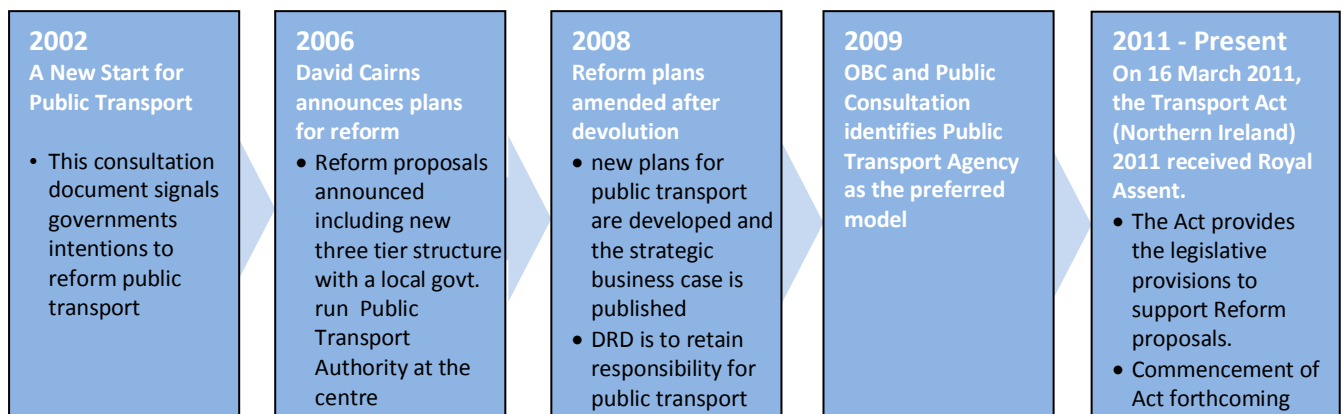 2002
A New Start for
Public Transport
• This consultation
document signals
governments
intentions to
reform public
transport
2006
David Cairns
announces plans
for reform
• Reform proposals
announced
including new
three tier structure
with a local govt.
run Public
Transport
Authority at the
centre
2008
Reform plans
amended after
devolution
• new plans for
public transport
are developed and
the strategic
business case is
published
• DRD is to retain
responsibility for
public transport
2009
OBC and Public
Consultation
identifies Public
Transport Agency
as the preferred
model
2011 - Present
On 16 March 2011,
the Transport Act
(Northern Ireland)
2011 received Royal
Assent.
• The Act provides
the legislative
provisions to
support Reform
proposals.
• Commencement of
Act forthcoming